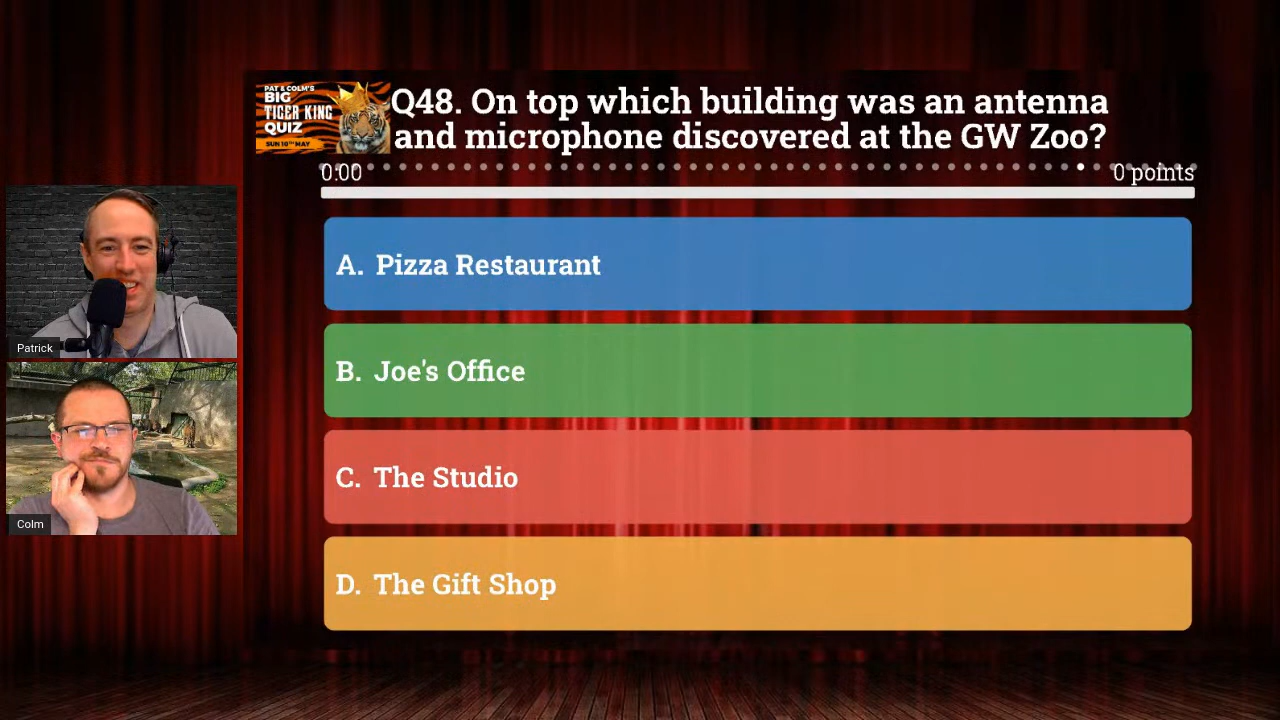 PAT & COLM'S
BIG
TIGER KING
QUIZ
SUN 10TH MAY
Q48. On top which building was an antenna
and microphone discovered at the GW Zoo?
0:00
0 points
A. Pizza Restaurant
Patrick
B. Joe's Office
C. The Studio
Colm
D. The Gift Shop